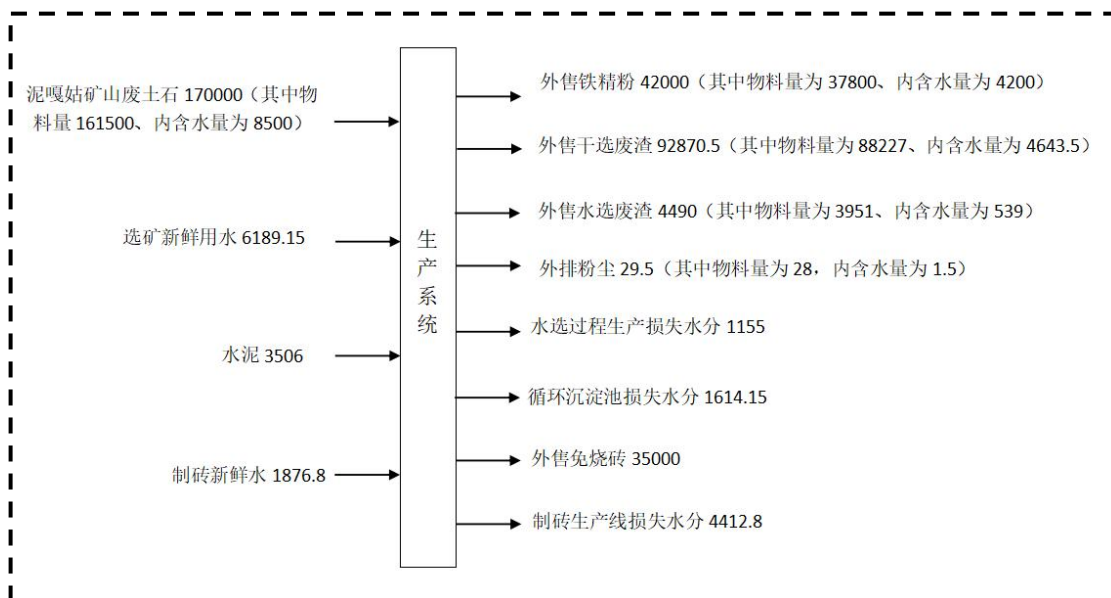 泥嘎姑矿山废土石 170000（其中物
料量 161500、内含水量为 8500）
选矿新鲜用水 6189.15
水泥 3506
制砖新鲜水 1876.8
生
产
系
统
外售铁精粉 42000（其中物料量为 37800、内含水量为 4200）
外售干选废渣 92870.5（其中物料量为 88227、内含水量为 4643.5）
外售水选废渣 4490（其中物料量为 3951、内含水量为 539）
外排粉尘 29.5（其中物料量为 28，内含水量为 1.5）
水选过程生产损失水分 1155
循环沉淀池损失水分 1614.15
外售免烧砖 35000
制砖生产线损失水分 4412.8